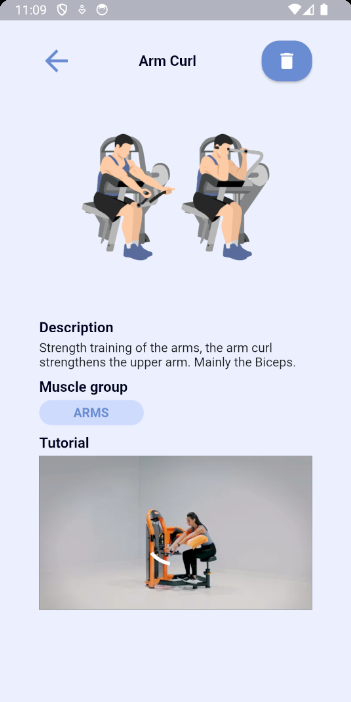 11:09
Arm Curl
Description
Strength training of the arms, the arm curl
strengthens the upper arm. Mainly the Biceps.
Muscle group
ARMS
Tutorial